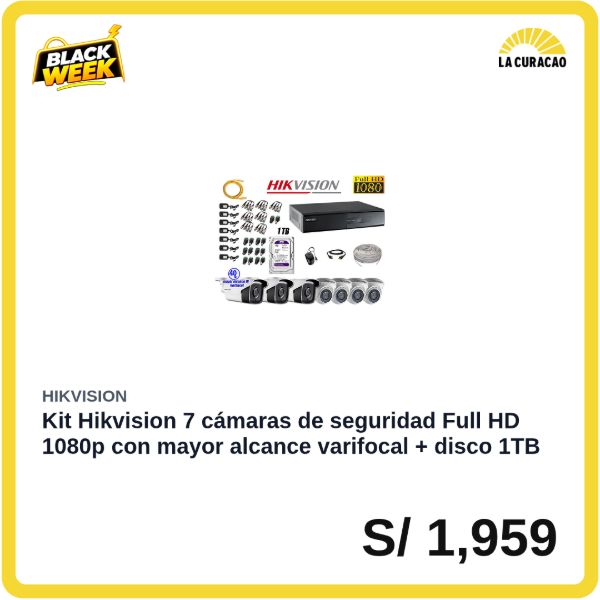 BLACK
WEEK
LA CURACAO
HIKVISION
Full HD
1080
1TB
HIKVISION
Kit Hikvision 7 cámaras de seguridad Full HD
1080p con mayor alcance varifocal + disco 1TB
S/ 1,959